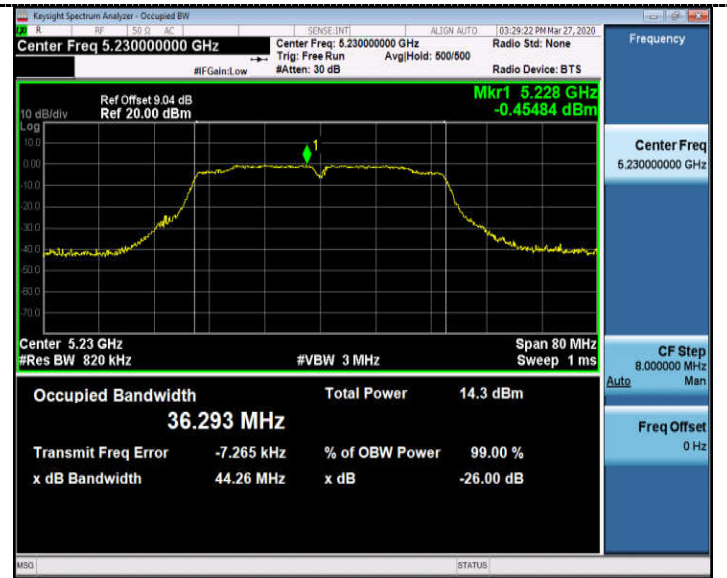 Keysight Spectrum Analyzer - Occupied BW
R RF 50 Ω AC SENSE:INT ALIGN AUTO 03:29:22 PM Mar 27, 2020
Center Freq 5.230000000 GHz Center Freq: 5.230000000 GHz Radio Std: None
Trig: Free Run Avg|Hold: 500/500
#IFGain:Low #Atten: 30 dB Radio Device: BTS
Frequency
Ref Offset 9.04 dB Mkr1 5.228 GHz
10 dB/div Ref 20.00 dBm -0.45484 dBm
Log
10.0
0.00
-10.0
-20.0
-30.0
-40.0
-50.0
-60.0
-70.0
1
Center Freq
5.230000000 GHz
Center 5.23 GHz Span 80 MHz
#Res BW 820 kHz #VBW 3 MHz Sweep 1 ms
CF Step
8.000000 MHz
Auto Man
Occupied Bandwidth Total Power 14.3 dBm
36.293 MHz
Transmit Freq Error -7.265 kHz % of OBW Power 99.00 %
x dB Bandwidth 44.26 MHz x dB -26.00 dB
Freq Offset
0 Hz
MSG STATUS